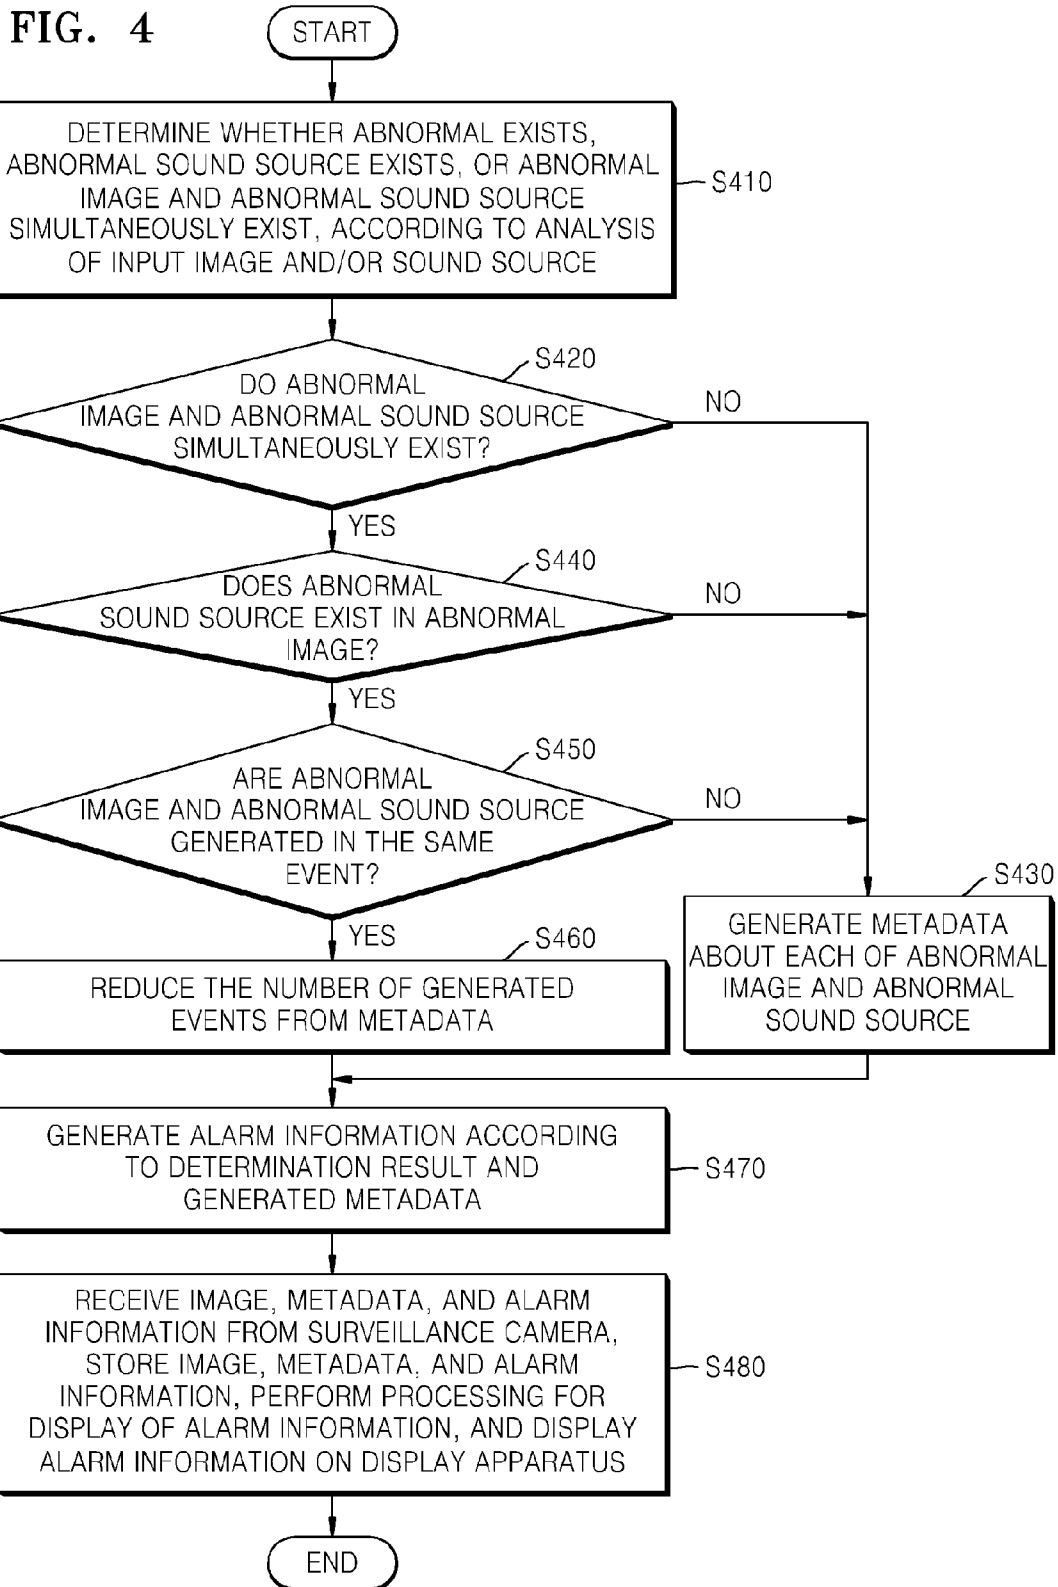 FIG. 4
START
DETERMINE WHETHER ABNORMAL EXISTS,
ABNORMAL SOUND SOURCE EXISTS, OR ABNORMAL
IMAGE AND ABNORMAL SOUND SOURCE
SIMULTANEOUSLY EXIST, ACCORDING TO ANALYSIS
OF INPUT IMAGE AND/OR SOUND SOURCE
S410
S420
DO ABNORMAL
IMAGE AND ABNORMAL SOUND SOURCE
SIMULTANEOUSLY EXIST?
NO
YES
S440
DOES ABNORMAL
SOUND SOURCE EXIST IN ABNORMAL
IMAGE?
NO
YES
S450
ARE ABNORMAL
IMAGE AND ABNORMAL SOUND SOURCE
GENERATED IN THE SAME
EVENT?
NO
YES
S430
GENERATE METADATA
ABOUT EACH OF ABNORMAL
IMAGE AND ABNORMAL
SOUND SOURCE
S460
REDUCE THE NUMBER OF GENERATED
EVENTS FROM METADATA
GENERATE ALARM INFORMATION ACCORDING
TO DETERMINATION RESULT AND
GENERATED METADATA
S470
RECEIVE IMAGE, METADATA, AND ALARM
INFORMATION FROM SURVEILLANCE CAMERA,
STORE IMAGE, METADATA, AND ALARM
INFORMATION, PERFORM PROCESSING FOR
DISPLAY OF ALARM INFORMATION, AND DISPLAY
ALARM INFORMATION ON DISPLAY APPARATUS
S480
END